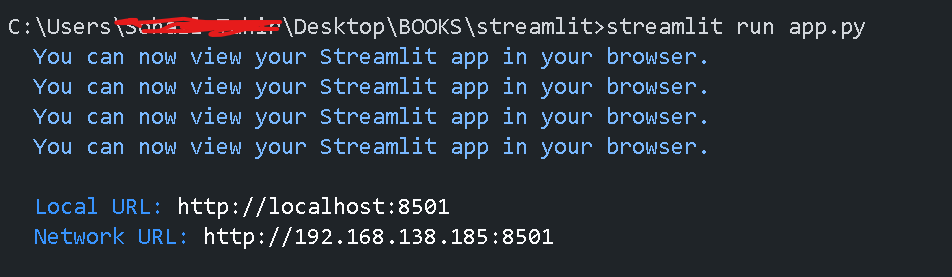 C:\Users\ \Desktop\BOOKS\streamlit>streamlit run app.py
You can now view your Streamlit app in your browser.
You can now view your Streamlit app in your browser.
You can now view your Streamlit app in your browser.
You can now view your Streamlit app in your browser.
Local URL: http://localhost:8501
Network URL: http://192.168.138.185:8501